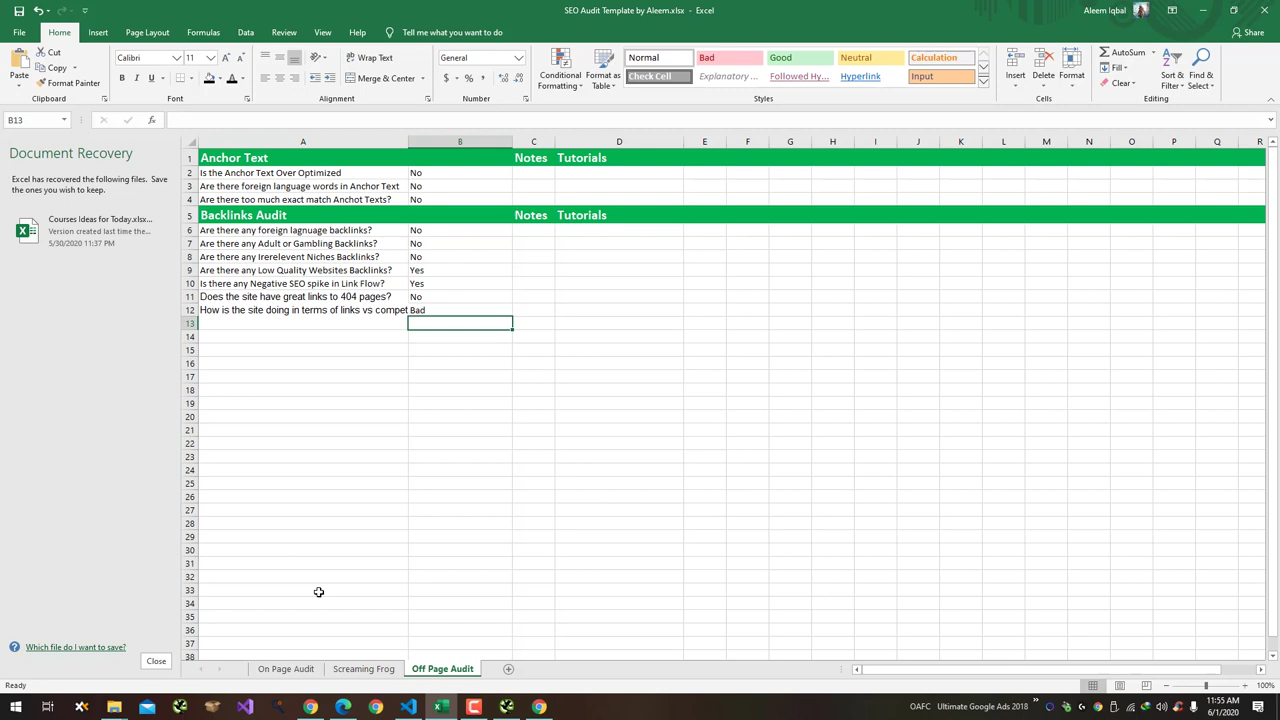 SEO Audit Template by Aleem.xlsx - Excel
Aleem Iqbal
File Home Insert Page Layout Formulas Data Review View Help Tell me what you want to do Share
Paste Cut Copy Format Painter Clipboard
Calibri 11 B I U A Font
Wrap Text Merge & Center Alignment
General $ % Number
Conditional Formatting Format as Table
Normal Bad Good Neutral Calculation
Check Cell Explanatory ... Followed Hy... Hyperlink Input
Styles
Insert Delete Format Cells
AutoSum Fill Clear Sort & Filter Find & Select Editing
B13 fx
Document Recovery
Excel has recovered the following files. Save
the ones you wish to keep.
Courses Ideas for Today.xlsx...
Version created last time the...
5/30/2020 11:37 PM
Which file do I want to save?
Close
A B C D E F G H I J K L M N O P Q R
1 Anchor Text Notes Tutorials
2 Is the Anchor Text Over Optimized No
3 Are there foreign language words in Anchor Text No
4 Are there too much exact match Anchot Texts? No
5 Backlinks Audit Notes Tutorials
6 Are there any foreign lagnuage backlinks? No
7 Are there any Adult or Gambling Backlinks? No
8 Are there any Irerelevent Niches Backlinks? No
9 Are there any Low Quality Websites Backlinks? Yes
10 Is there any Negative SEO spike in Link Flow? Yes
11 Does the site have great links to 404 pages? No
12 How is the site doing in terms of links vs compet Bad
13
14
15
16
17
18
19
20
21
22
23
24
25
26
27
28
29
30
31
32
33
34
35
36
37
38
On Page Audit Screaming Frog Off Page Audit
Ready 100%
OAFC Ultimate Google Ads 2018
11:55 AM
6/1/2020